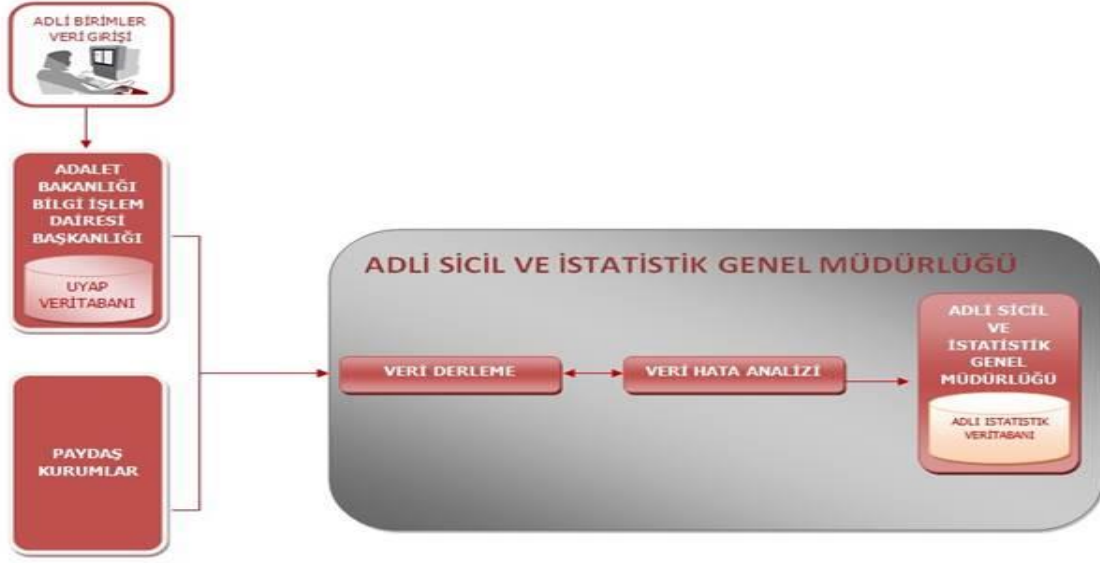 ADLİ BİRİMLER
VERİ GİRİŞİ
ADALET
BAKANLIĞI
BİLGİ İŞLEM
DAİRESİ
BAŞKANLIĞI
UYAP
VERİTABANI
PAYDAŞ
KURUMLAR
ADLİ SİCİL VE İSTATİSTİK GENEL MÜDÜRLÜĞÜ
VERİ DERLEME
VERİ HATA ANALİZİ
ADLİ SİCİL
VE
İSTATİSTİK
GENEL
MÜDÜRLÜĞÜ
ADLI ISTATISTIK
VERİTABANI